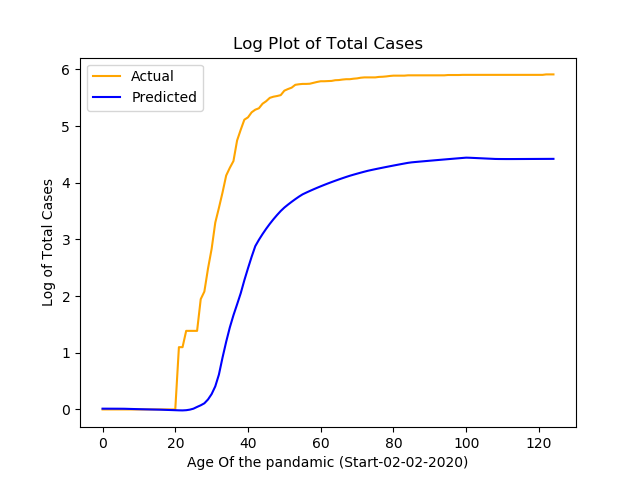 Log Plot of Total Cases
Actual
Predicted
Log of Total Cases
6
5
4
3
2
1
0
0 20 40 60 80 100 120
Age Of the pandamic (Start-02-02-2020)